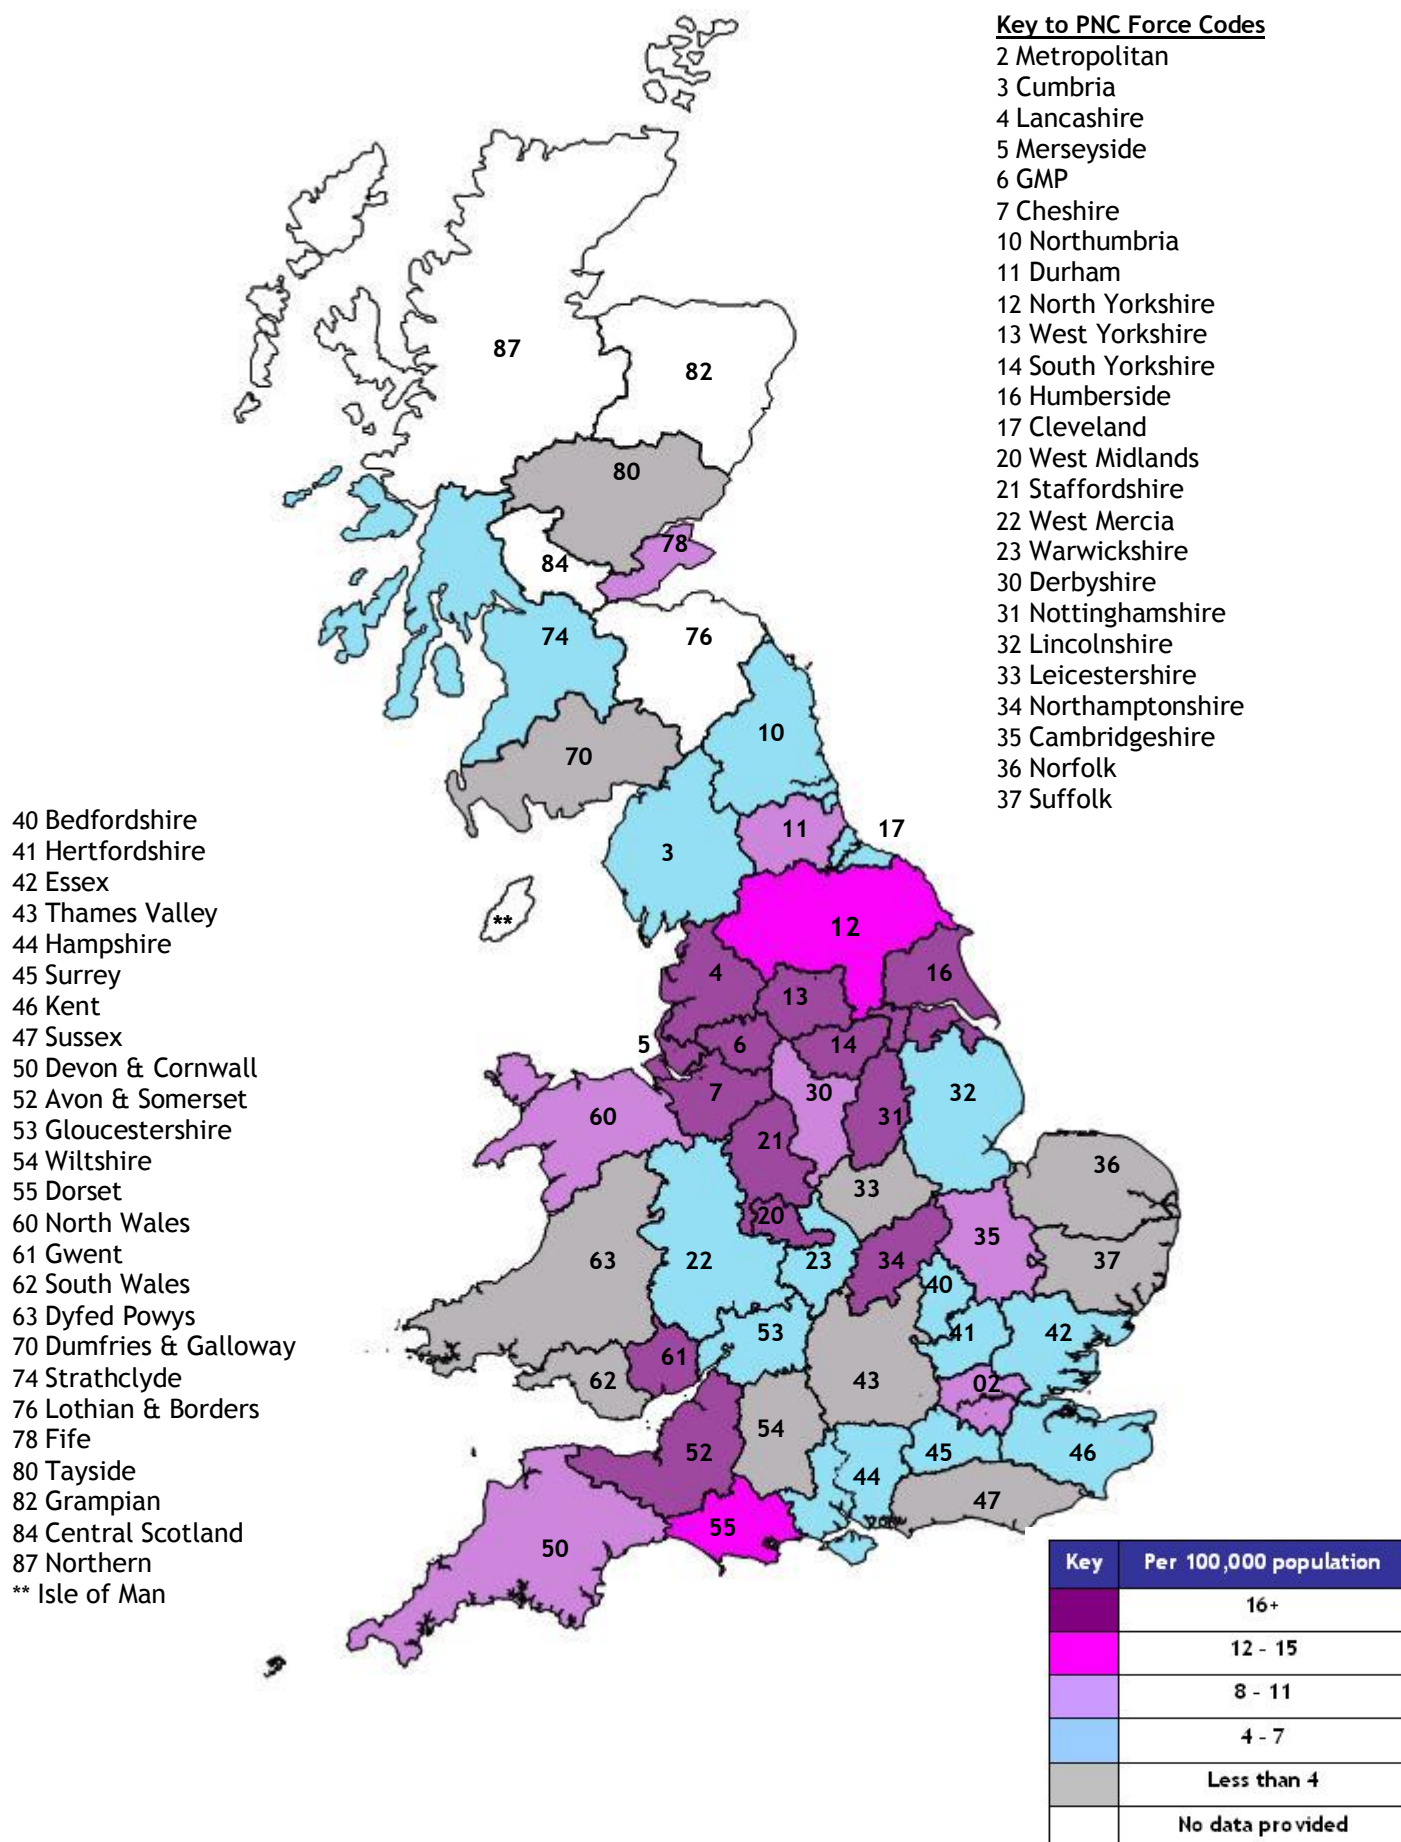 Key to PNC Force Codes
2 Metropolitan
3 Cumbria
4 Lancashire
5 Merseyside
6 GMP
7 Cheshire
10 Northumbria
11 Durham
12 North Yorkshire
13 West Yorkshire
14 South Yorkshire
16 Humberside
17 Cleveland
20 West Midlands
21 Staffordshire
22 West Mercia
23 Warwickshire
30 Derbyshire
31 Nottinghamshire
32 Lincolnshire
33 Leicestershire
34 Northamptonshire
35 Cambridgeshire
36 Norfolk
37 Suffolk
40 Bedfordshire
41 Hertfordshire
42 Essex
43 Thames Valley
44 Hampshire
45 Surrey
46 Kent
47 Sussex
50 Devon & Cornwall
52 Avon & Somerset
53 Gloucestershire
54 Wiltshire
55 Dorset
60 North Wales
61 Gwent
62 South Wales
63 Dyfed Powys
70 Dumfries & Galloway
74 Strathclyde
76 Lothian & Borders
78 Fife
80 Tayside
82 Grampian
84 Central Scotland
87 Northern
** Isle of Man
87
82
80
78
84
74
76
10
70
11
17
3
**
12
4
16
13
5
6
14
7
30
32
31
60
21
36
33
20
35
63
22
23
34
37
40
53
41
42
61
62
43
02
54
52
45
46
44
47
55
50
Key Per 100,000 population
16+
12 - 15
8 - 11
4 - 7
Less than 4
No data provided